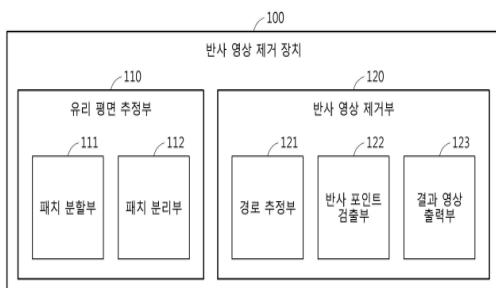 100
반사 영상 제거 장치
110
유리 평면 추정부
111
패치 분할부
112
패치 분리부
120
반사 영상 제거부
121
경로 추정부
122
반사 포인트
검출부
123
결과 영상
출력부